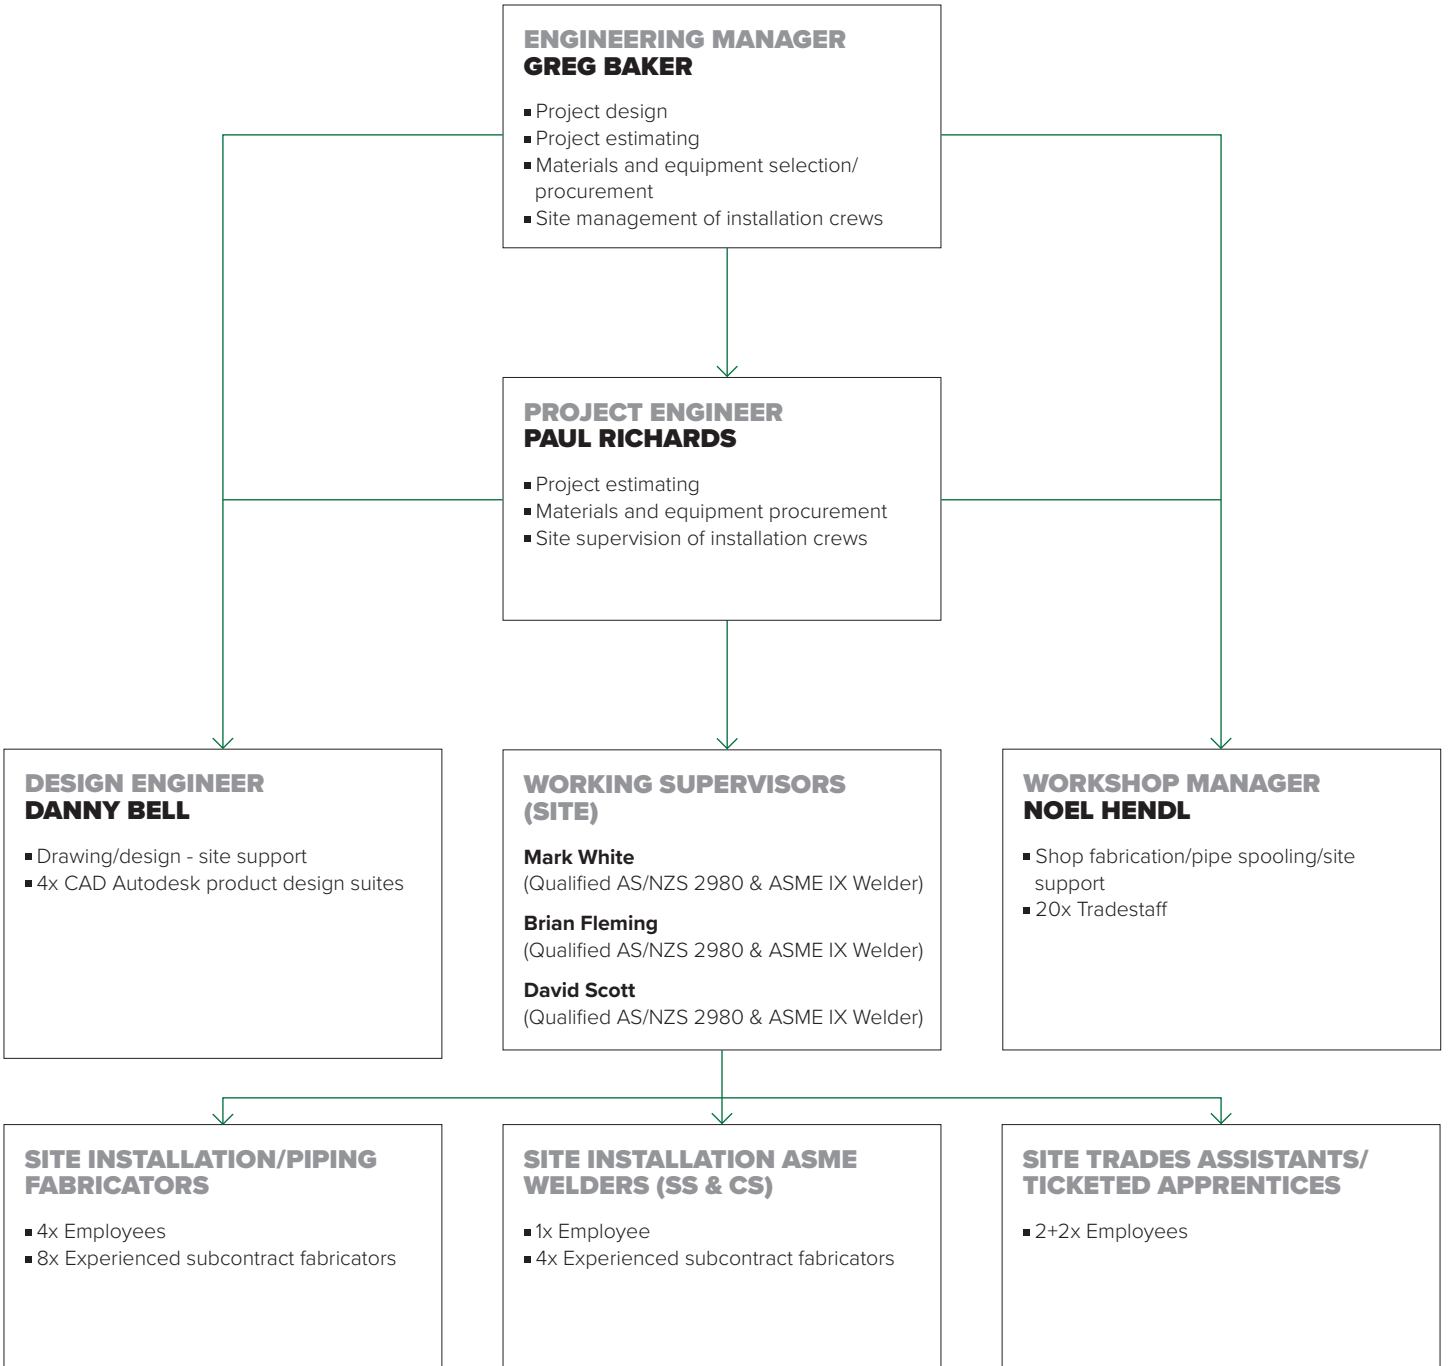 ENGINEERING MANAGER
GREG BAKER
▪ Project design
▪ Project estimating
▪ Materials and equipment selection/
procurement
▪ Site management of installation crews
PROJECT ENGINEER
PAUL RICHARDS
▪ Project estimating
▪ Materials and equipment procurement
▪ Site supervision of installation crews
DESIGN ENGINEER
DANNY BELL
▪ Drawing/design - site support
▪ 4x CAD Autodesk product design suites
WORKING SUPERVISORS
(SITE)
Mark White
(Qualified AS/NZS 2980 & ASME IX Welder)
Brian Fleming
(Qualified AS/NZS 2980 & ASME IX Welder)
David Scott
(Qualified AS/NZS 2980 & ASME IX Welder)
WORKSHOP MANAGER
NOEL HENDL
▪ Shop fabrication/pipe spooling/site
support
▪ 20x Tradestaff
SITE INSTALLATION/PIPING
FABRICATORS
▪ 4x Employees
▪ 8x Experienced subcontract fabricators
SITE INSTALLATION ASME
WELDERS (SS & CS)
▪ 1x Employee
▪ 4x Experienced subcontract fabricators
SITE TRADES ASSISTANTS/
TICKETED APPRENTICES
▪ 2+2x Employees